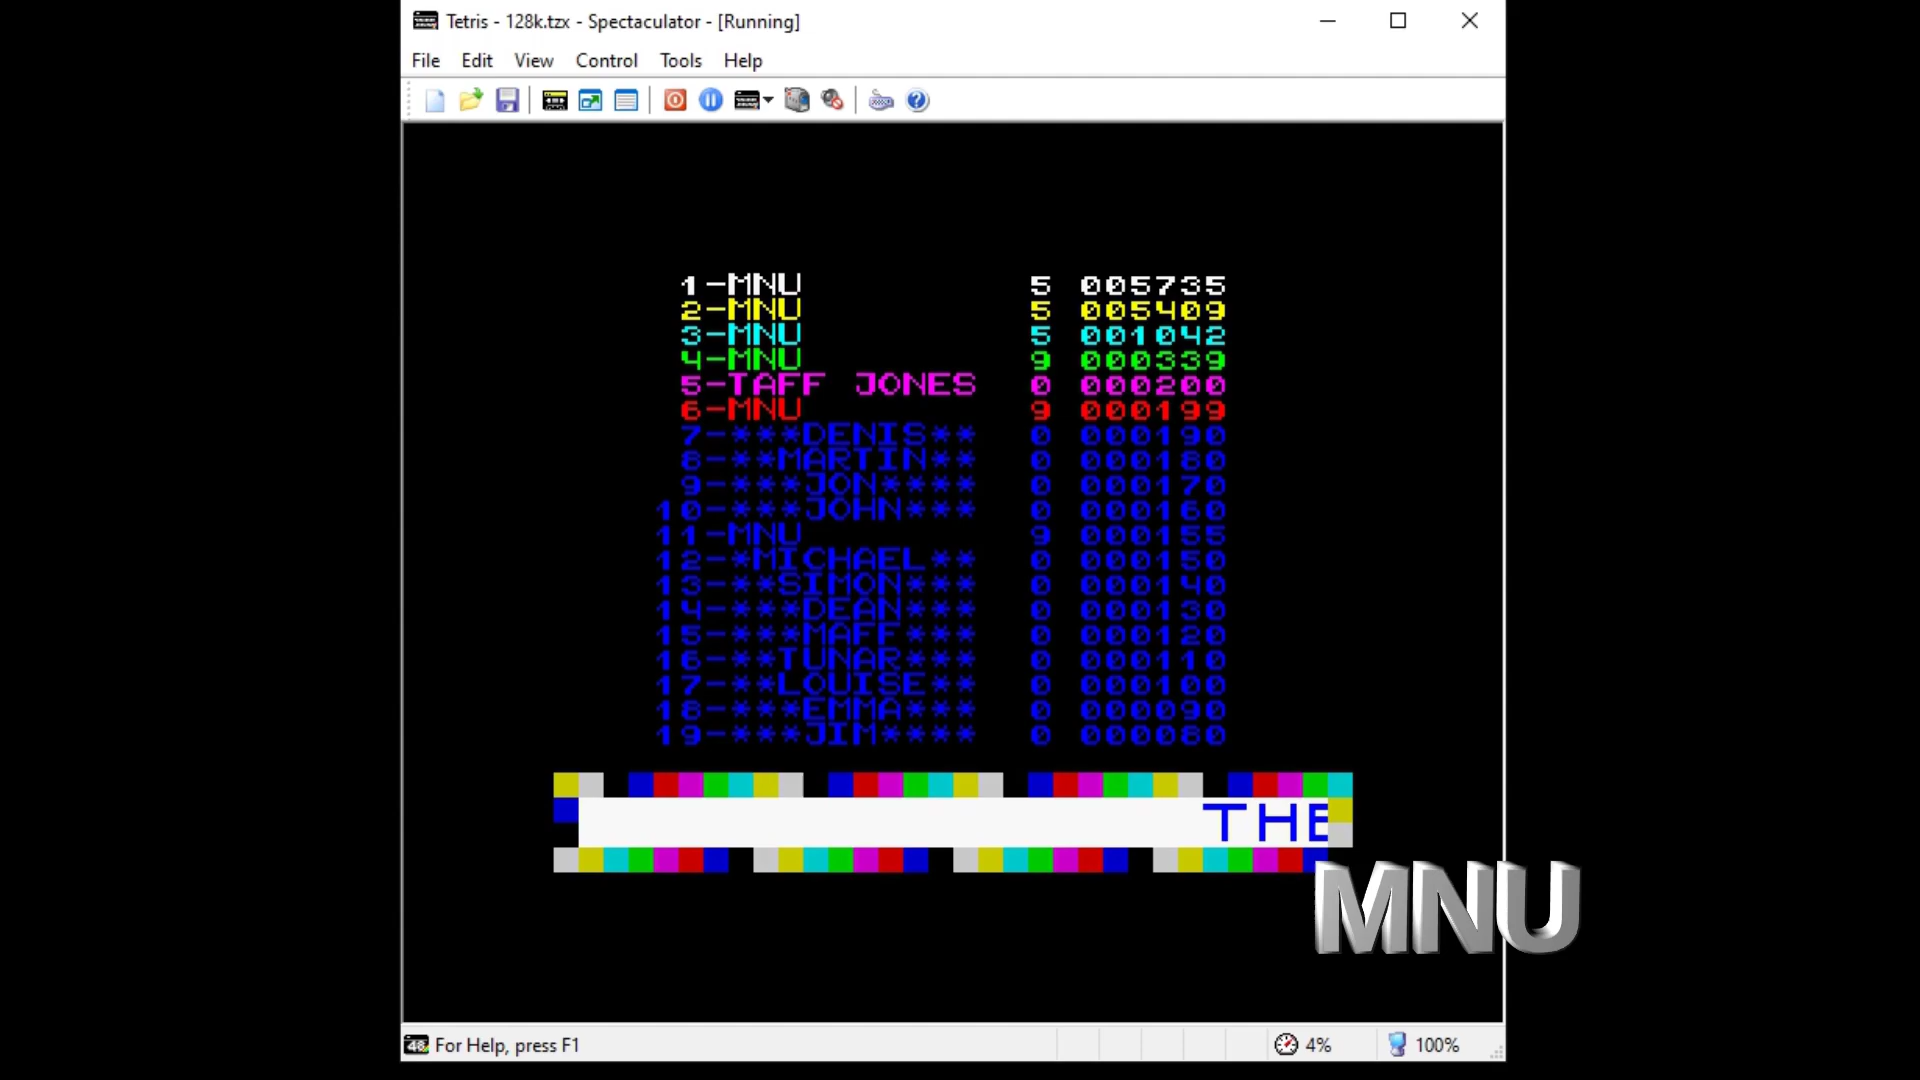 Tetris - 128k.tzx - Spectaculator - [Running]
File Edit View Control Tools Help
1-MNU 5 005735
2-MNU 5 005409
3-MNU 5 001042
4-MNU 9 000339
5-TAFF JONES 0 000200
6-MNU 9 000199
7-***DENIS** 0 000190
8-**MARTIN** 0 000180
9-***JON**** 0 000170
10-***JOHN*** 0 000160
11-MNU 9 000155
12-*MICHAEL** 0 000150
13-**SIMON*** 0 000140
14-***DEAN*** 0 000130
15-***MAFF*** 0 000120
16-**TUNAR*** 0 000110
17-**LOUISE** 0 000100
18-***EMMA*** 0 000090
19-***JIM**** 0 000080
THE
MNU
48 For Help, press F1 4% 100%